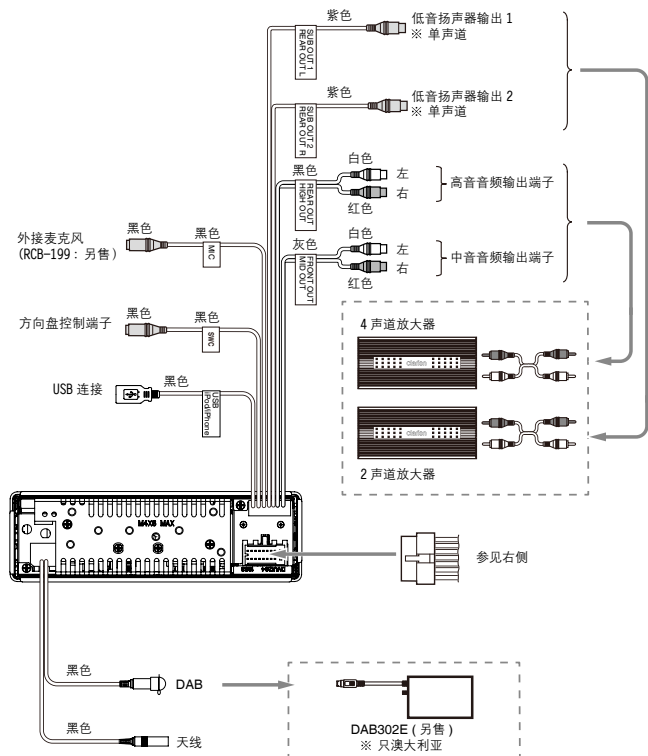 紫色
低音扬声器输出 1
※ 单声道
SUB OUT 1
REAR OUT L
紫色
低音扬声器输出 2
※ 单声道
SUB OUT 2
REAR OUT R
黑色
白色
左
右
红色
高音音频输出端子
REAR OUT
HIGH OUT
灰色
白色
左
右
红色
中音音频输出端子
FRONT OUT
MID OUT
外接麦克风
(RCB-199 : 另售 )
黑色
黑色
MIC
方向盘控制端子
黑色
黑色
SWC
USB 连接
黑色
USB
iPod/iPhone
4 声道放大器
clarion
clarion
2 声道放大器
M4X8 MAX
参见右侧
黑色
DAB
黑色
天线
DAB302E ( 另售 )
※ 只澳大利亚